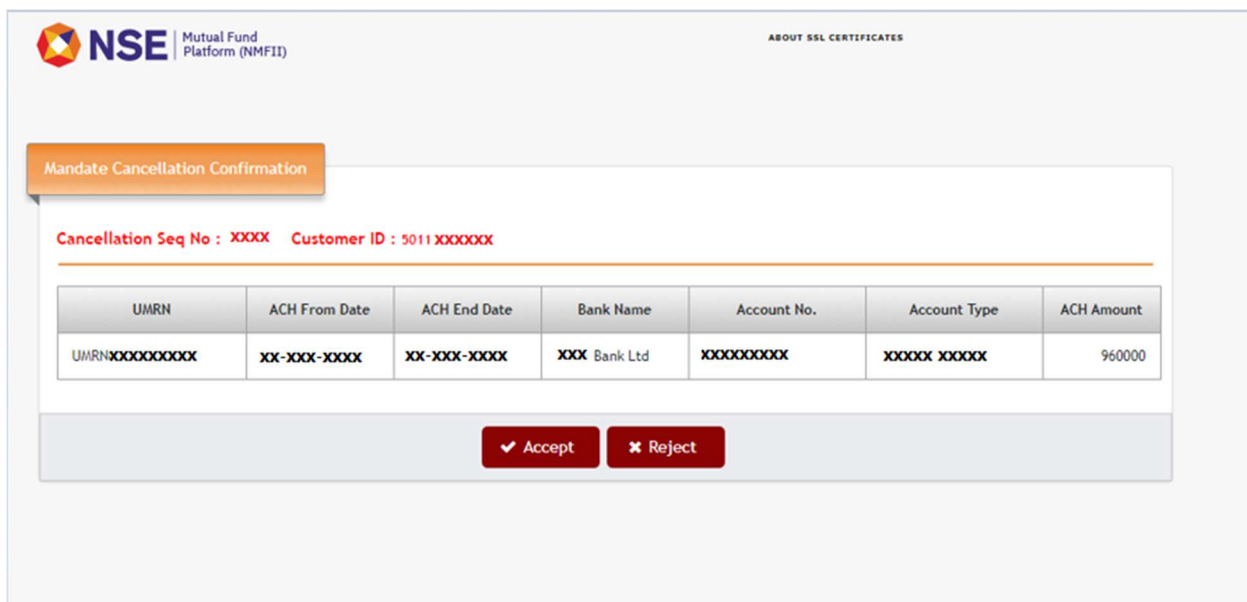 NSE Mutual Fund
Platform (NMFII)
ABOUT SSL CERTIFICATES
Mandate Cancellation Confirmation
Cancellation Seq No : XXXX Customer ID : 5011 XXXXXX
UMRN ACH From Date ACH End Date Bank Name Account No. Account Type ACH Amount
UMRNXXXXXXXXX XX-XXX-XXXX XX-XXX-XXXX XXX Bank Ltd XXXXXXXXX XXXXX XXXXX 960000
Accept Reject